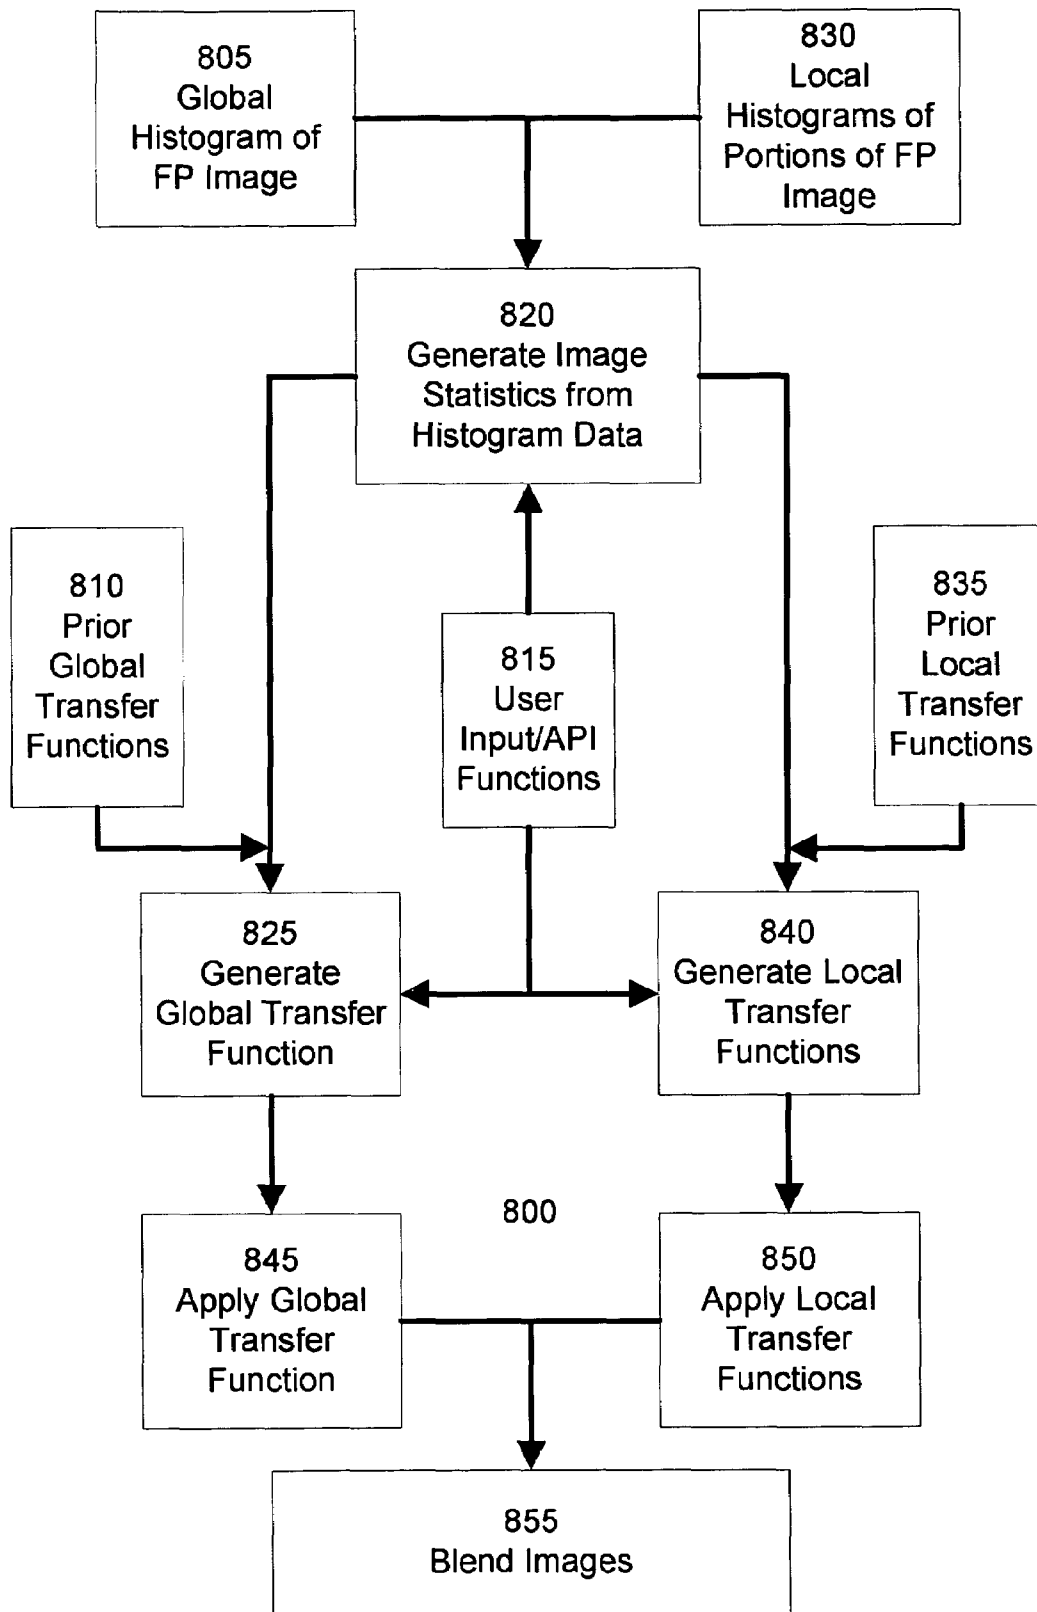 805
Global
Histogram of
FP Image
830
Local
Histograms of
Portions of FP
Image
820
Generate Image
Statistics from
Histogram Data
810
Prior
Global
Transfer
Functions
815
User
Input/API
Functions
835
Prior
Local
Transfer
Functions
825
Generate
Global Transfer
Function
840
Generate Local
Transfer
Functions
800
845
Apply Global
Transfer
Function
850
Apply Local
Transfer
Functions
855
Blend Images